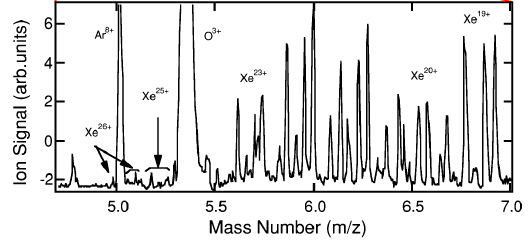 Ion Signal (arb.units)
6
4
2
0
-2
Ar8+
O3+
Xe19+
Xe23+
Xe20+
Xe25+
Xe26+
5.0
5.5
6.0
6.5
7.0
Mass Number (m/z)